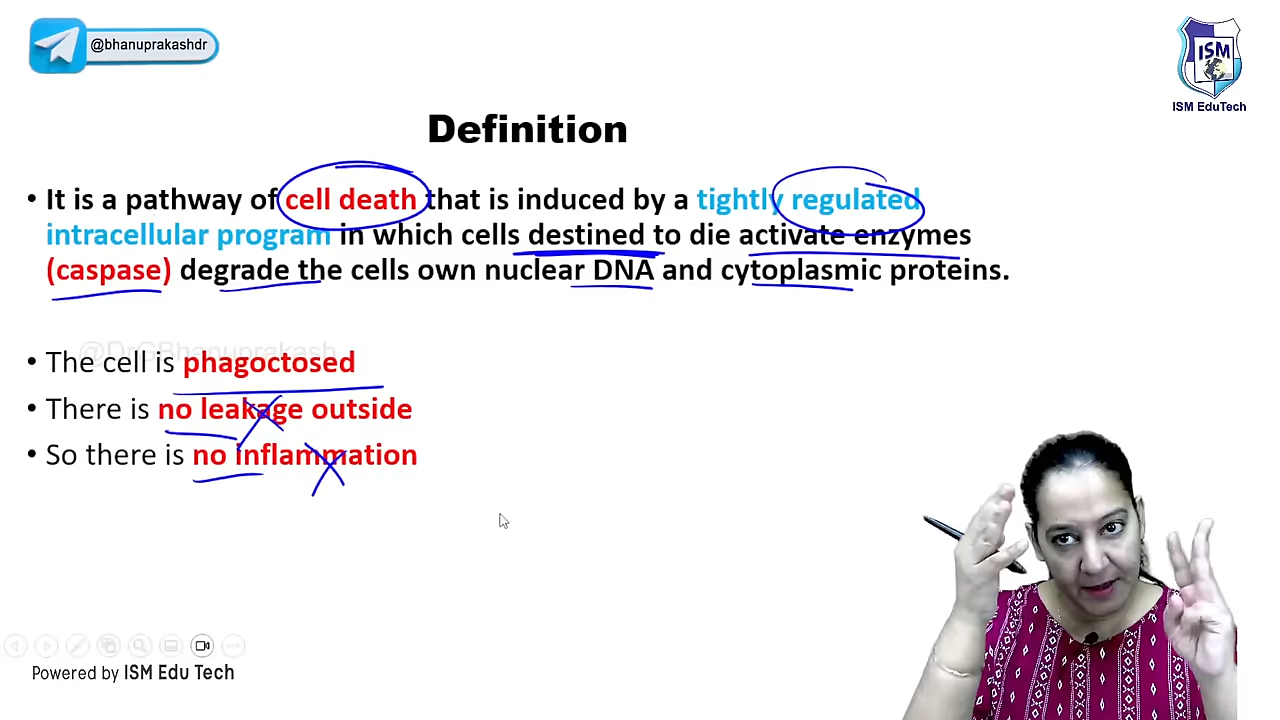 @bhanuprakashdr
ISM
ISM EduTech
Definition
• It is a pathway of cell death that is induced by a tightly regulated
intracellular program in which cells destined to die activate enzymes
(caspase) degrade the cells own nuclear DNA and cytoplasmic proteins.
@DrGBhanuprakash
• The cell is phagoctosed
• There is no leakage outside
• So there is no inflammation
Powered by ISM Edu Tech